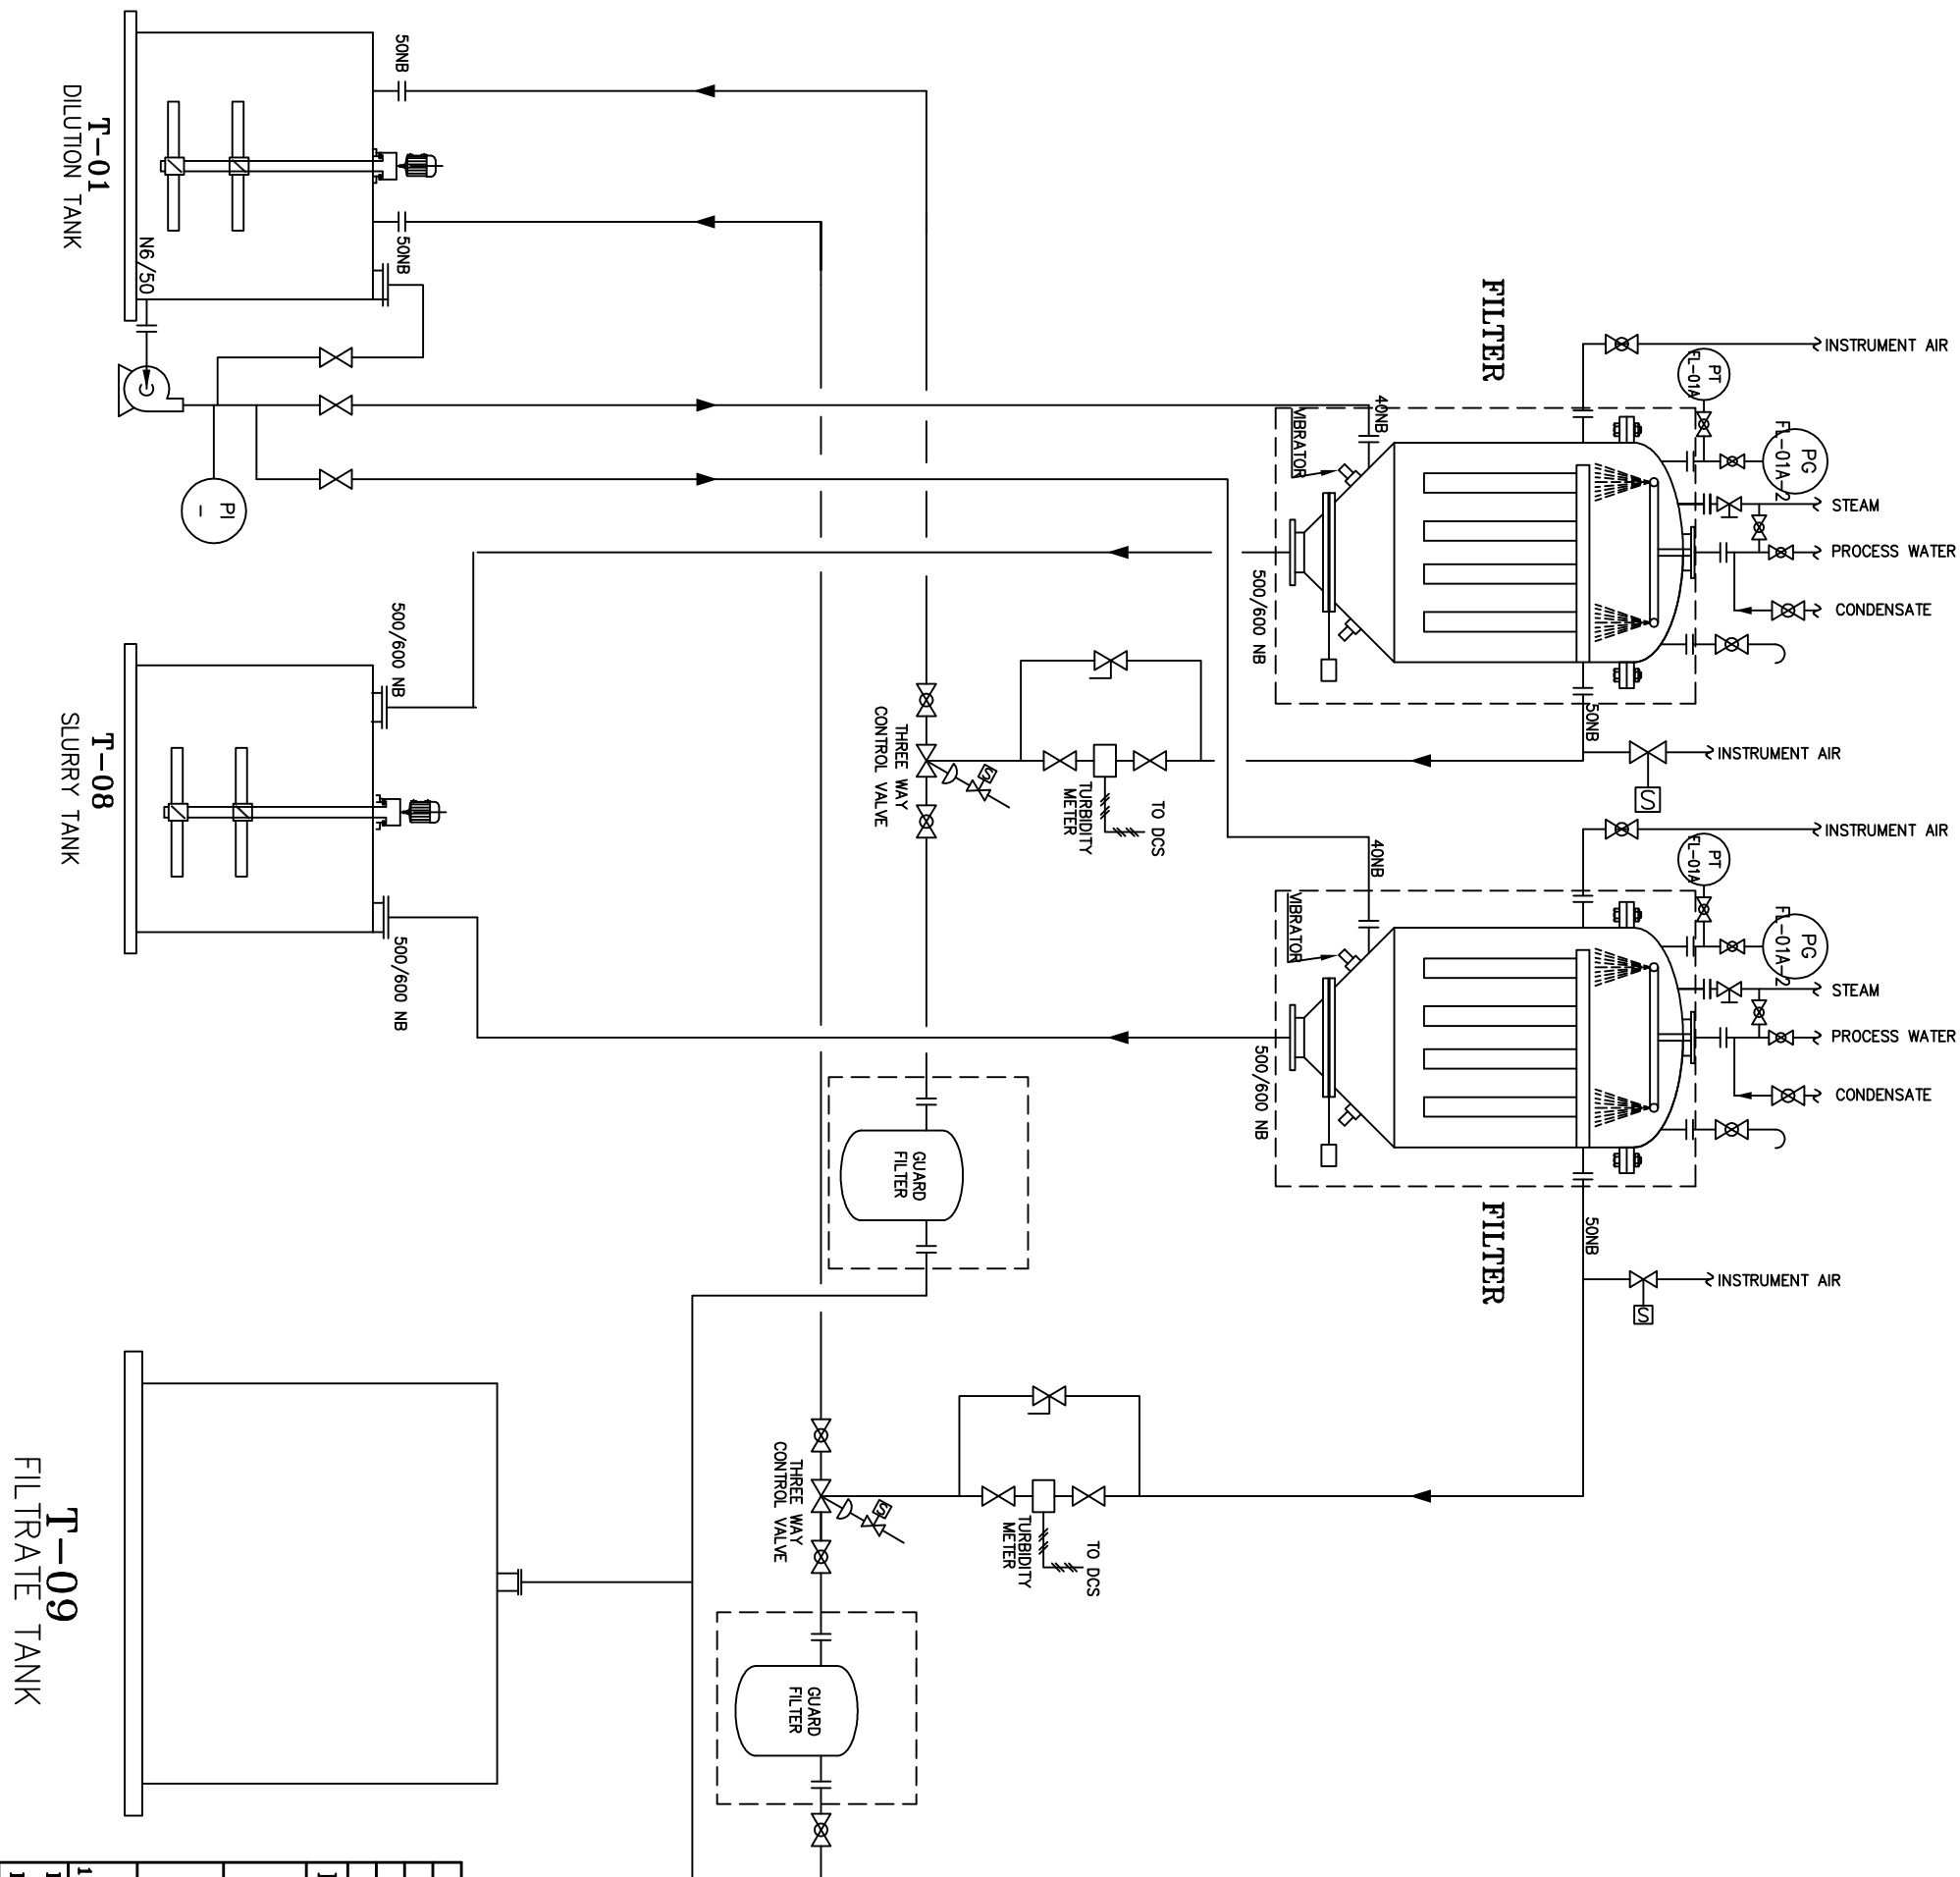 INSTRUMENT AIR
PT
FL-01A
PG
FL-01A-2
STEAM
PROCESS WATER
CONDENSATE
INSTRUMENT AIR
INSTRUMENT AIR
PT
FL-01A
PG
FL-01A-2
STEAM
PROCESS WATER
CONDENSATE
INSTRUMENT AIR
S
S
FILTER
40NB
VIBRATOR
500/600 NB
50NB
40NB
VIBRATOR
500/600 NB
50NB
FILTER
TO DCS
TURBIDITY
METER
S
THREE WAY
CONTROL VALVE
GUARD
FILTER
TO DCS
TURBIDITY
METER
S
THREE WAY
CONTROL VALVE
GUARD
FILTER
50NB
50NB
N6/50
PI
-
T-01
DILUTION TANK
500/600 NB
500/600 NB
T-08
SLURRY TANK
T-09
FILTRATE TANK
1